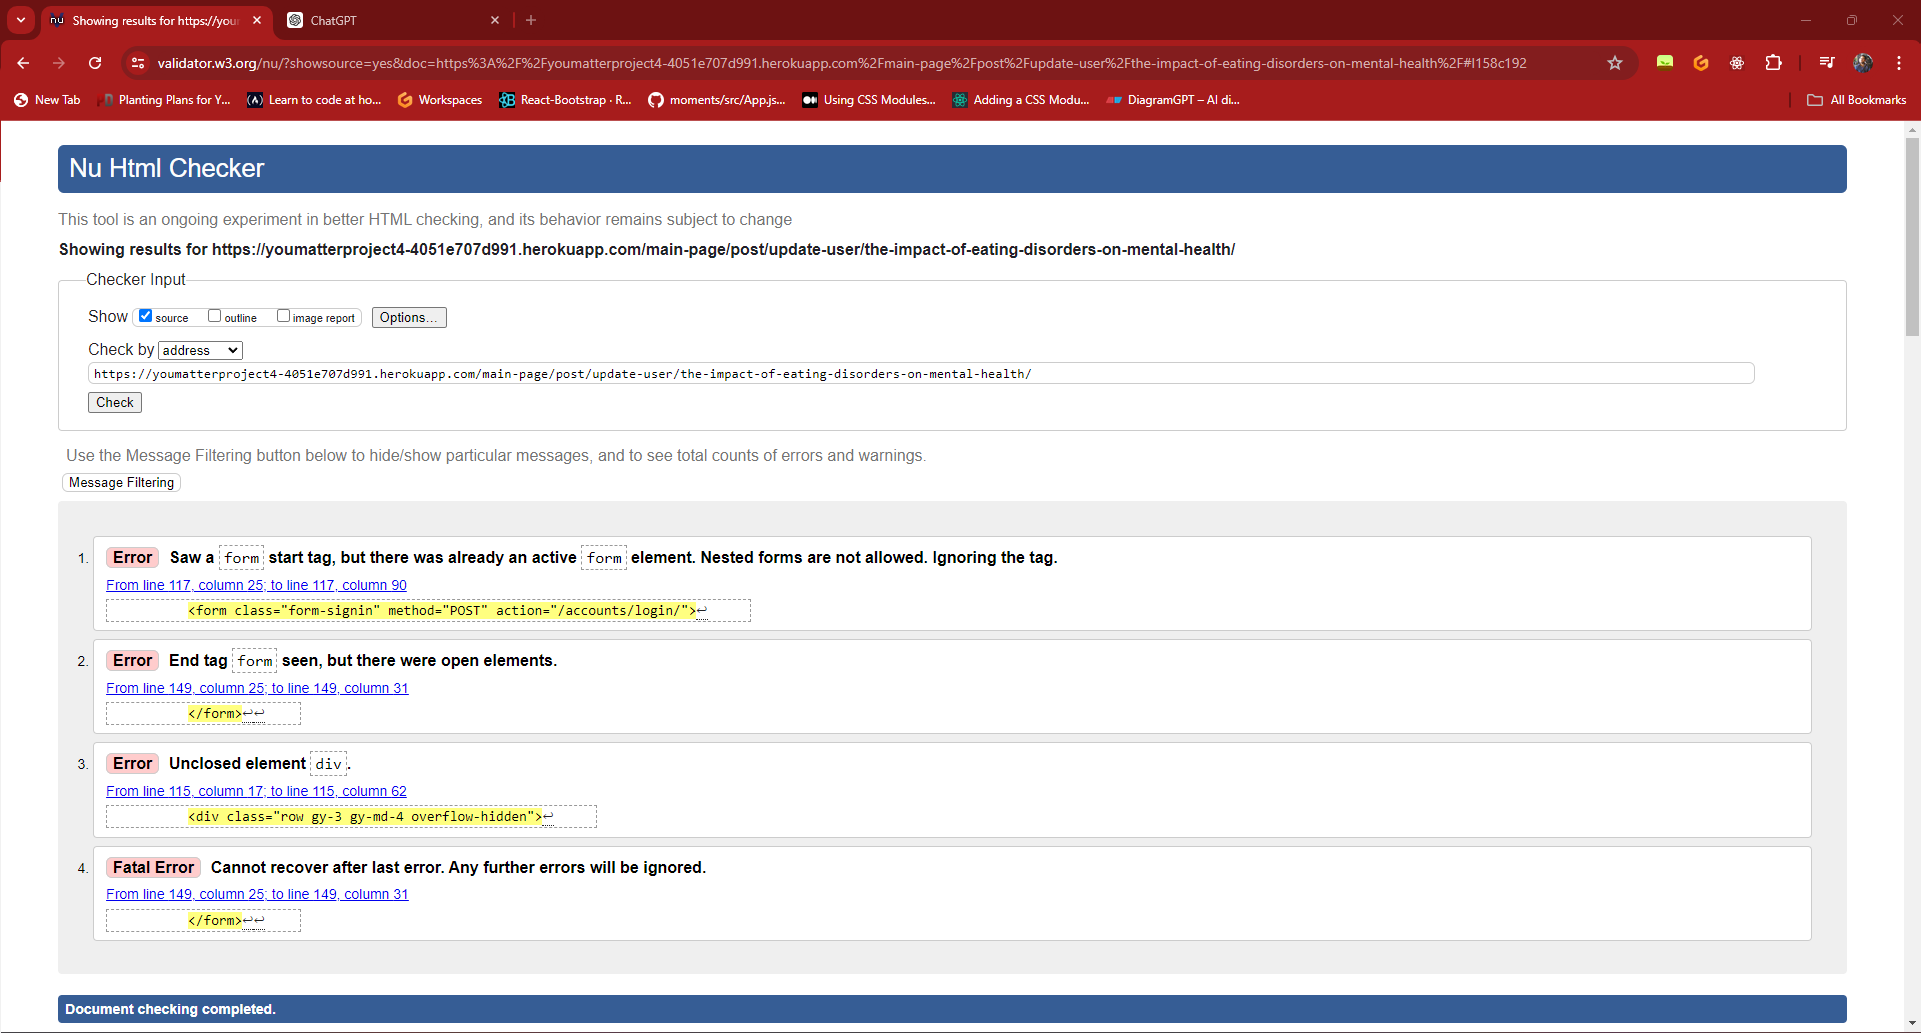 nu Showing results for https://you
ChatGPT
validator.w3.org/nu/?showsource=yes&doc=https%3A%2F%2Fyoumatterproject4-4051e707d991.herokuapp.com%2Fmain-page%2Fpost%2Fupdate-user%2Fthe-impact-of-eating-disorders-on-mental-health%2F#l158c192
New Tab
Planting Plans for Y...
Learn to code at ho...
Workspaces
React-Bootstrap · R...
moments/src/App.js...
Using CSS Modules...
Adding a CSS Modu...
DiagramGPT – AI di...
All Bookmarks
Nu Html Checker
This tool is an ongoing experiment in better HTML checking, and its behavior remains subject to change
Showing results for https://youmatterproject4-4051e707d991.herokuapp.com/main-page/post/update-user/the-impact-of-eating-disorders-on-mental-health/
Checker Input
Show source outline image report Options...
Check by address
https://youmatterproject4-4051e707d991.herokuapp.com/main-page/post/update-user/the-impact-of-eating-disorders-on-mental-health/
Check
Use the Message Filtering button below to hide/show particular messages, and to see total counts of errors and warnings.
Message Filtering
1. Error Saw a form start tag, but there was already an active form element. Nested forms are not allowed. Ignoring the tag.
From line 117, column 25; to line 117, column 90
<form class="form-signin" method="POST" action="/accounts/login/">↩
2. Error End tag form seen, but there were open elements.
From line 149, column 25; to line 149, column 31
</form>↩↩
3. Error Unclosed element div.
From line 115, column 17; to line 115, column 62
<div class="row gy-3 gy-md-4 overflow-hidden">↩
4. Fatal Error Cannot recover after last error. Any further errors will be ignored.
From line 149, column 25; to line 149, column 31
</form>↩↩
Document checking completed.